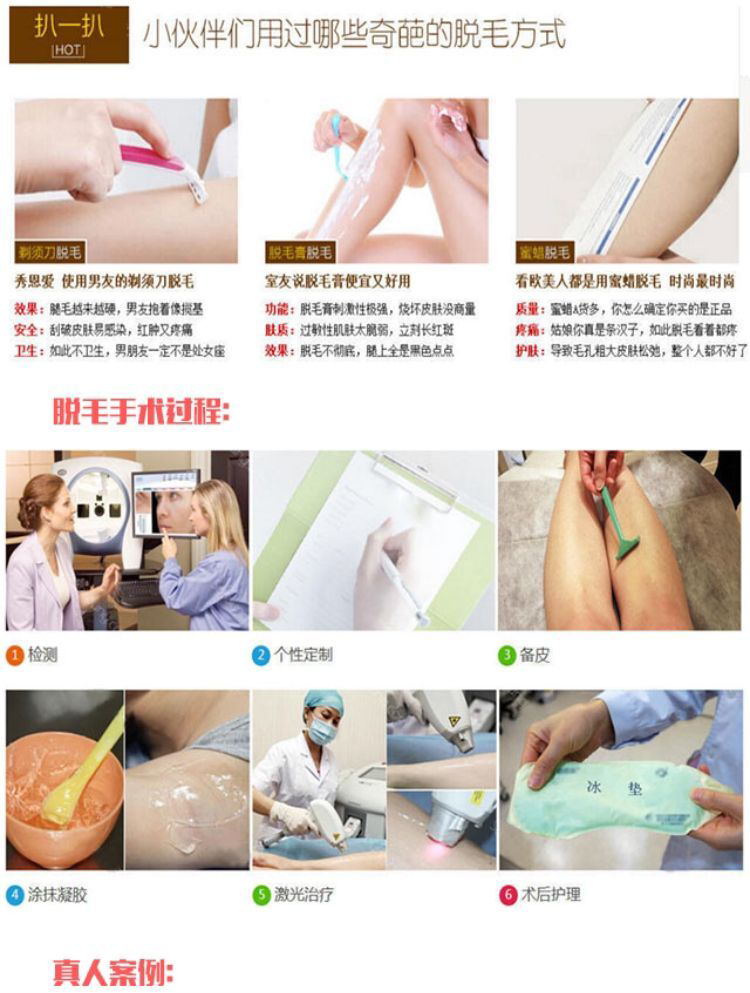 扒一扒
HOT
小伙伴们用过哪些奇葩的脱毛方式
剃须刀脱毛
脱毛膏脱毛
蜜蜡脱毛
秀恩爱 使用男友的剃须刀脱毛
效果：腿毛越来越硬，男友抱着像搅基
安全：刮破皮肤易感染，红肿又疼痛
卫生：如此不卫生，男朋友一定不是处女座
室友说脱毛膏便宜又好用
功能：脱毛膏刺激性极强，烧坏皮肤没商量
肤质：过敏性肌肤太脆弱，立刻长红斑
效果：脱毛不彻底，腿上全是黑色点点
看欧美人都是用蜜蜡脱毛 时尚最时尚
质量：蜜蜡A货多，你怎么确定你买的是正品
疼痛：姑娘你真是条汉子，如此脱毛看着都疼
护肤：导致毛孔粗大皮肤松弛，整个人都不好了
脱毛手术过程:
1 检测
2 个性定制
3 备皮
冰 垫
4 涂抹凝胶
5 激光治疗
6 术后护理
真人案例: